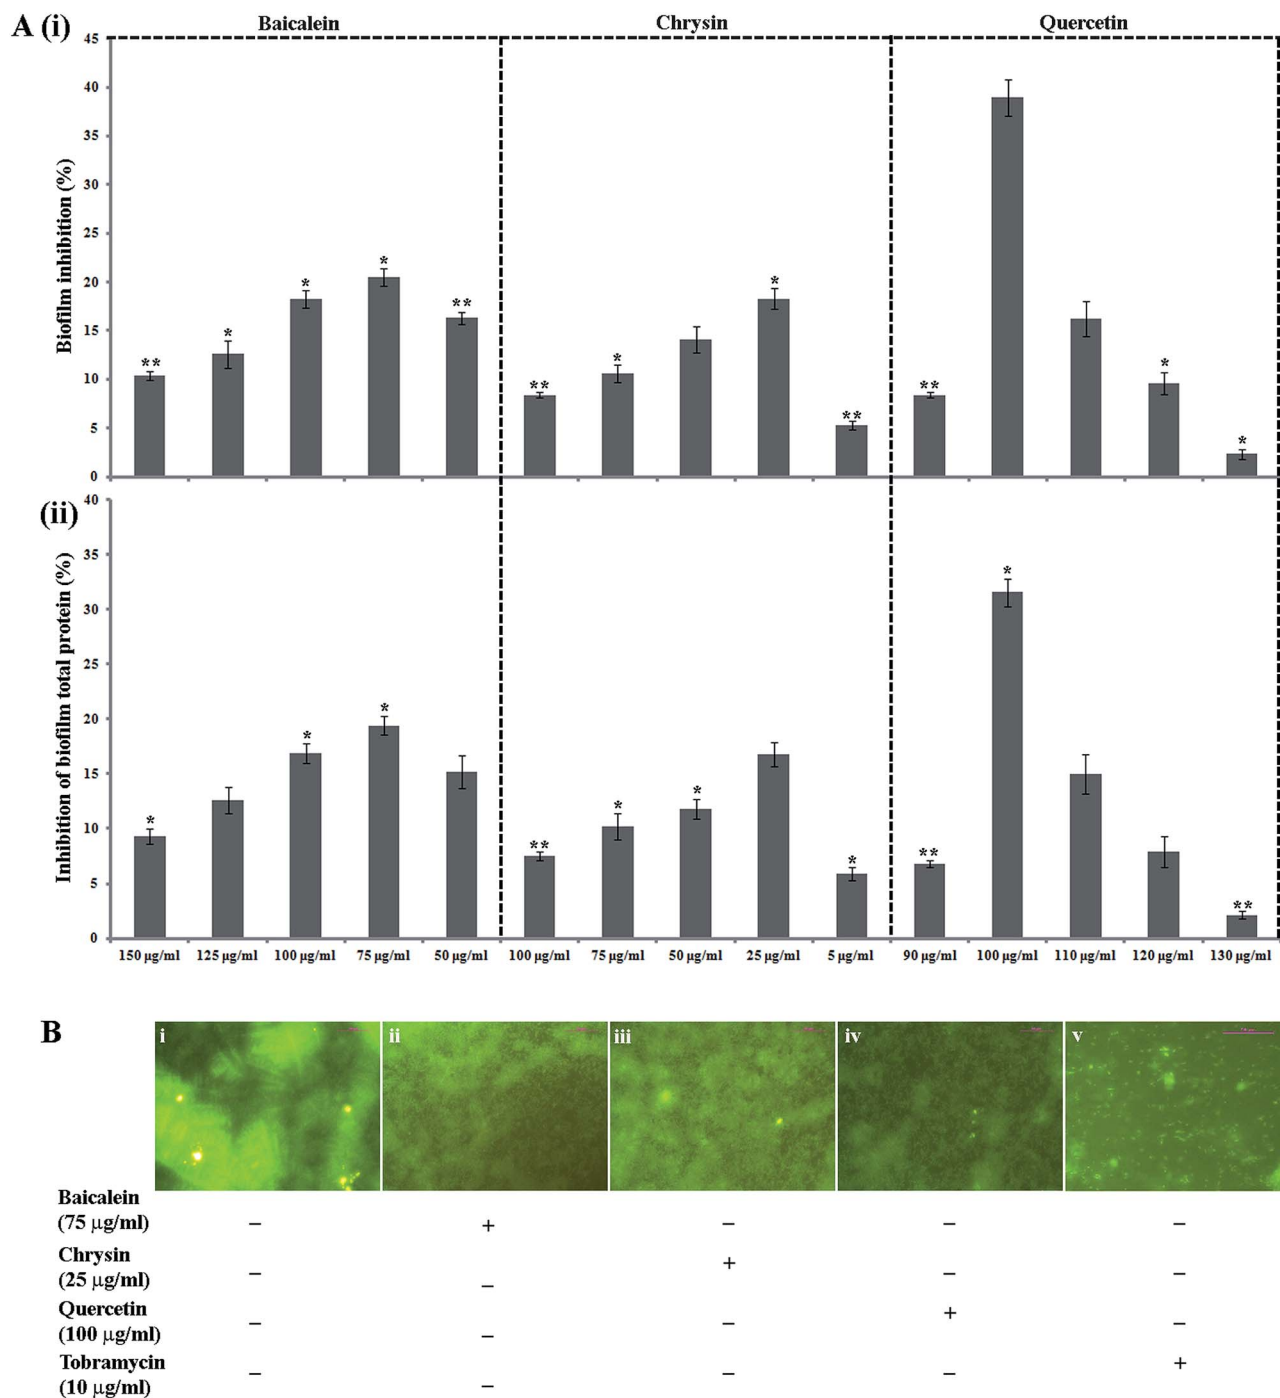 A (i)
Baicalein Chrysin Quercetin
Biofilm inhibition (%)
45
40
35
30
25
20
15
10
5
0
** * * * **
** * * **
** * *
(ii)
Inhibition of biofilm total protein (%)
40
35
30
25
20
15
10
5
0
* * *
** * * *
** * **
150 µg/ml 125 µg/ml 100 µg/ml 75 µg/ml 50 µg/ml 100 µg/ml 75 µg/ml 50 µg/ml 25 µg/ml 5 µg/ml 90 µg/ml 100 µg/ml 110 µg/ml 120 µg/ml 130 µg/ml
B
i ii iii iv v
Baicalein
(75 µg/ml) – + – – –
Chrysin
(25 µg/ml) – – + – –
Quercetin
(100 µg/ml) – – – + –
Tobramycin
(10 µg/ml) – – – – +